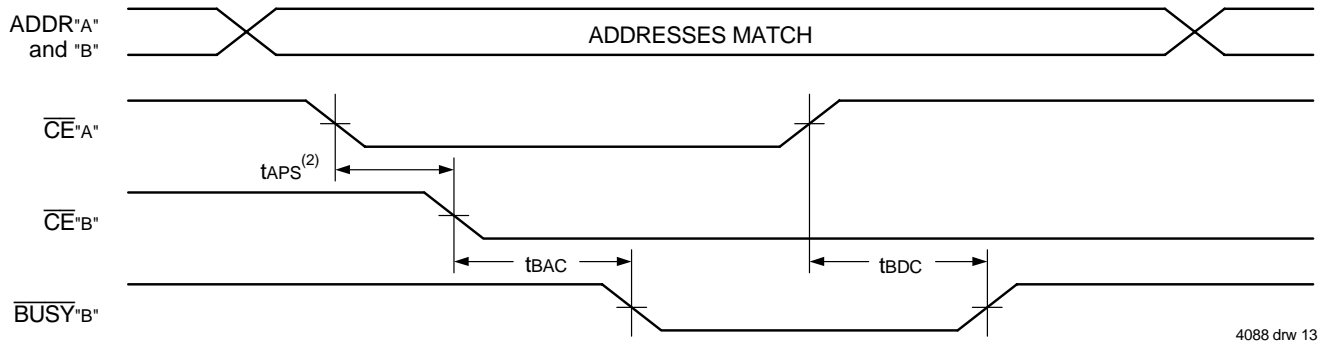 ADDR"A"
and "B"
ADDRESSES MATCH
CE"A"
tAPS(2)
CE"B"
tBAC
tBDC
BUSY"B"
4088 drw 13